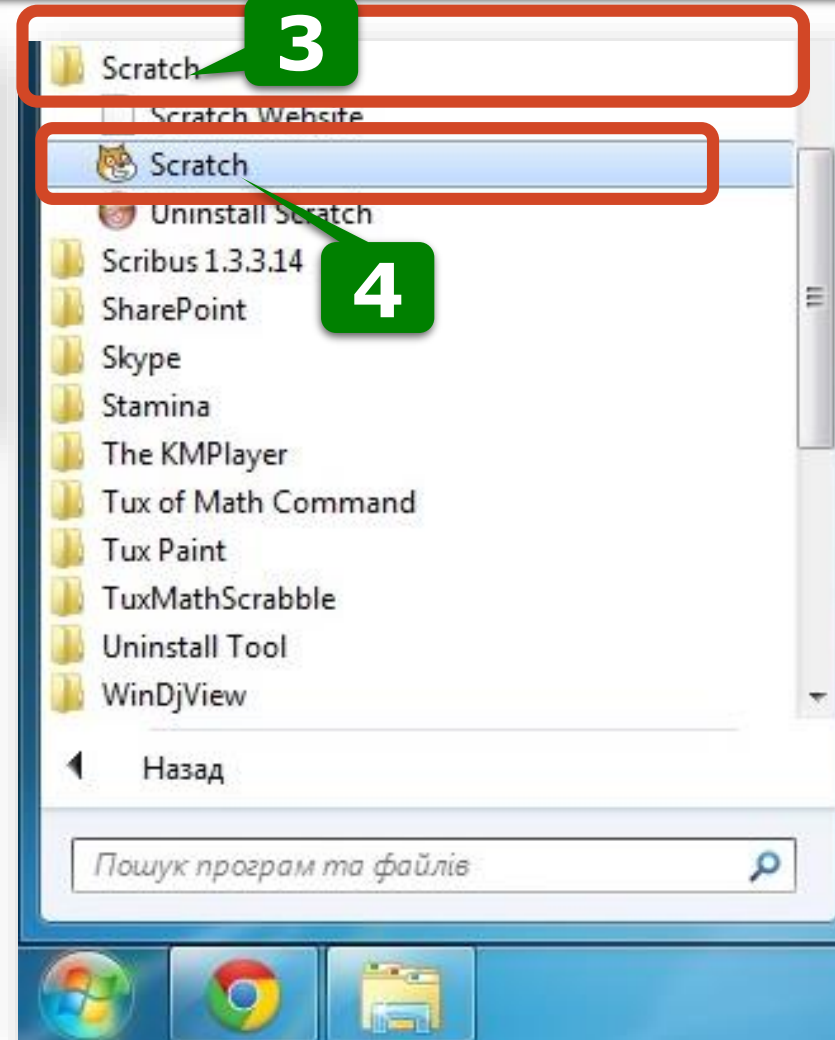 3
Scratch
Scratch Website
Scratch
Uninstall Scratch
Scribus 1.3.3.14
4
SharePoint
Skype
Stamina
The KMPlayer
Tux of Math Command
Tux Paint
TuxMathScrabble
Uninstall Tool
WinDjView
Назад
Пошук програм та файлів